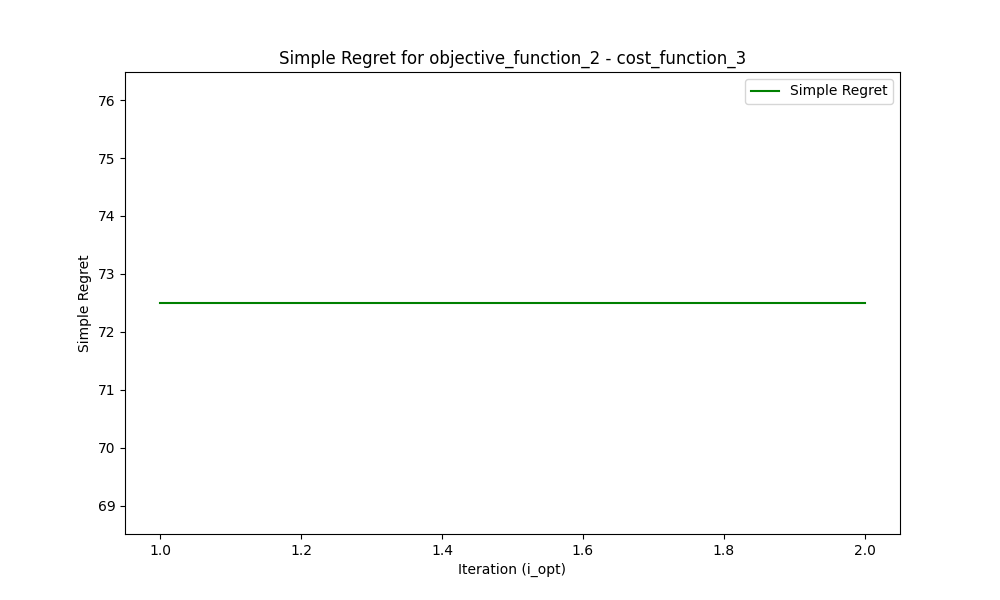 Simple Regret for objective_function_2 - cost_function_3
Simple Regret
76
75
74
73
72
71
70
69
Simple Regret
1.0 1.2 1.4 1.6 1.8 2.0
Iteration (i_opt)